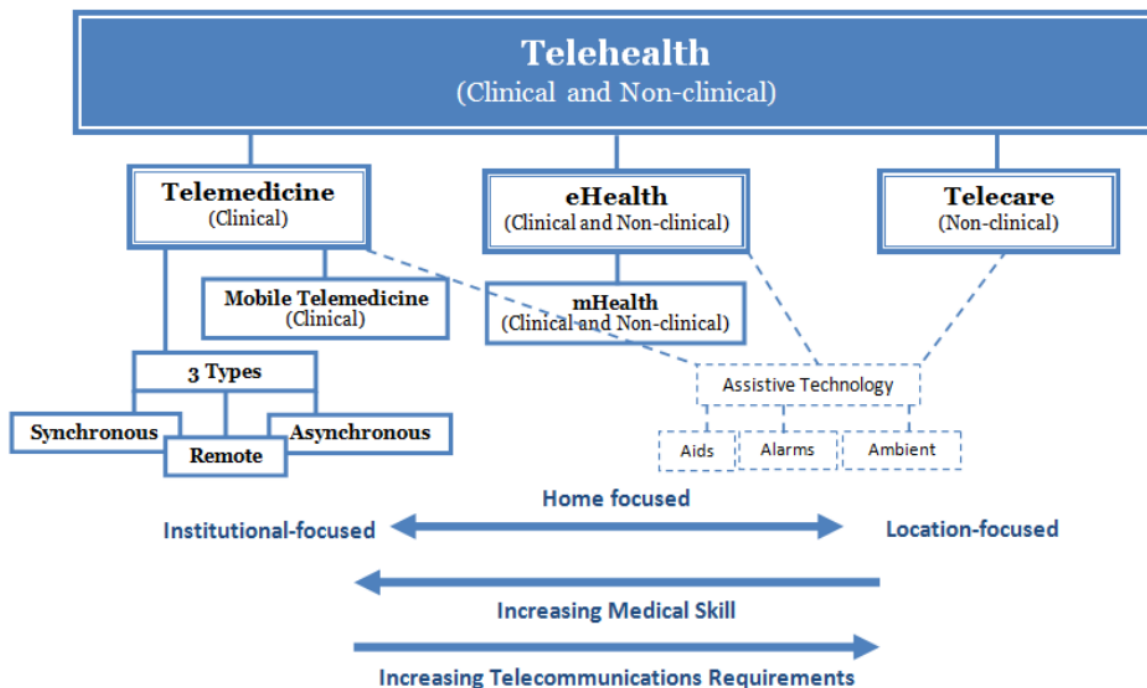 Telehealth
(Clinical and Non-clinical)
Telemedicine
(Clinical)
eHealth
(Clinical and Non-clinical)
Telecare
(Non-clinical)
Mobile Telemedicine
(Clinical)
mHealth
(Clinical and Non-clinical)
3 Types
Synchronous
Remote
Asynchronous
Assistive Technology
Aids
Alarms
Ambient
Home focused
Institutional-focused
Location-focused
Increasing Medical Skill
Increasing Telecommunications Requirements